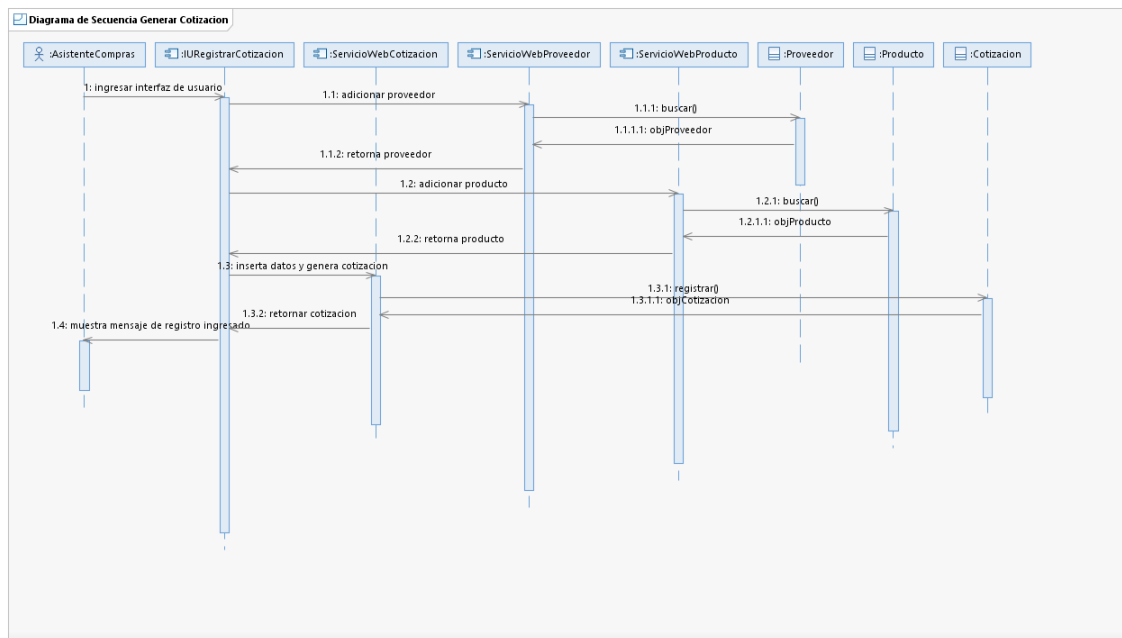 Diagrama de Secuencia Generar Cotizacion
:AsistenteCompras
:IURegistrarCotizacion
:ServicioWebCotizacion
:ServicioWebProveedor
:ServicioWebProducto
:Proveedor
:Producto
:Cotizacion
1: ingresar interfaz de usuario
1.1: adicionar proveedor
1.1.1: buscar()
1.1.1.1: objProveedor
1.1.2: retorna proveedor
1.2: adicionar producto
1.2.1: buscar()
1.2.1.1: objProducto
1.2.2: retorna producto
1.3: inserta datos y genera cotizacion
1.3.1: registrar()
1.3.1.1: objCotizacion
1.3.2: retornar cotizacion
1.4: muestra mensaje de registro ingresado